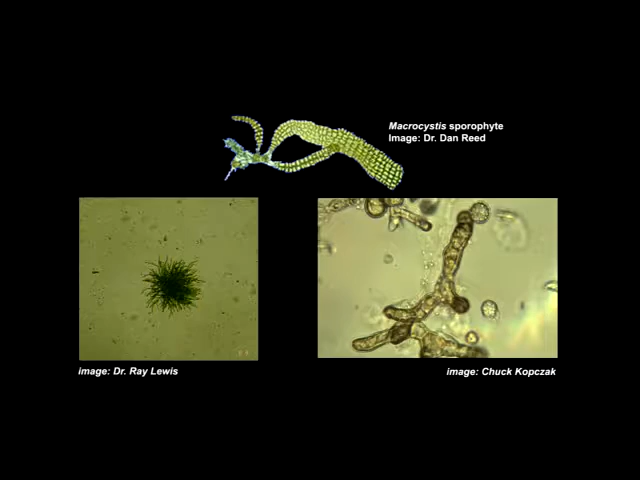 Macrocystis sporophyte
Image: Dr. Dan Reed
image: Dr. Ray Lewis
image: Chuck Kopczak